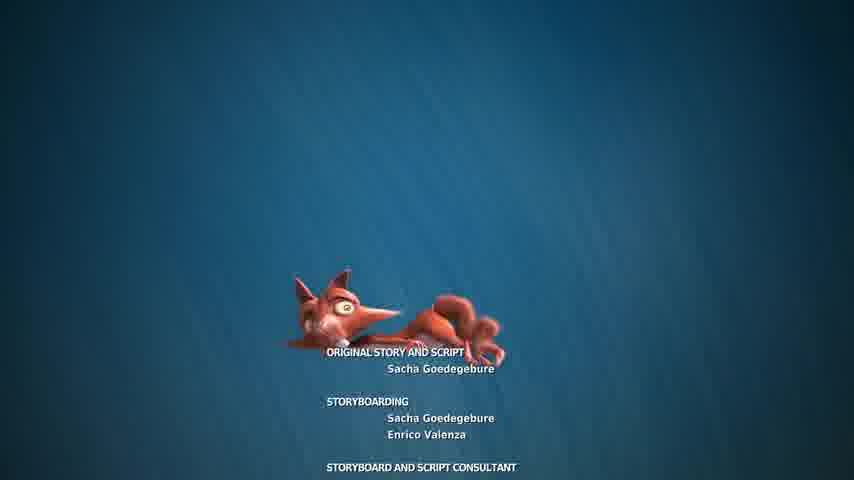 ORIGINAL STORY AND SCRIPT
Sacha Goedegebure
STORYBOARDING
Sacha Goedegebure
Enrico Valenza
STORYBOARD AND SCRIPT CONSULTANT